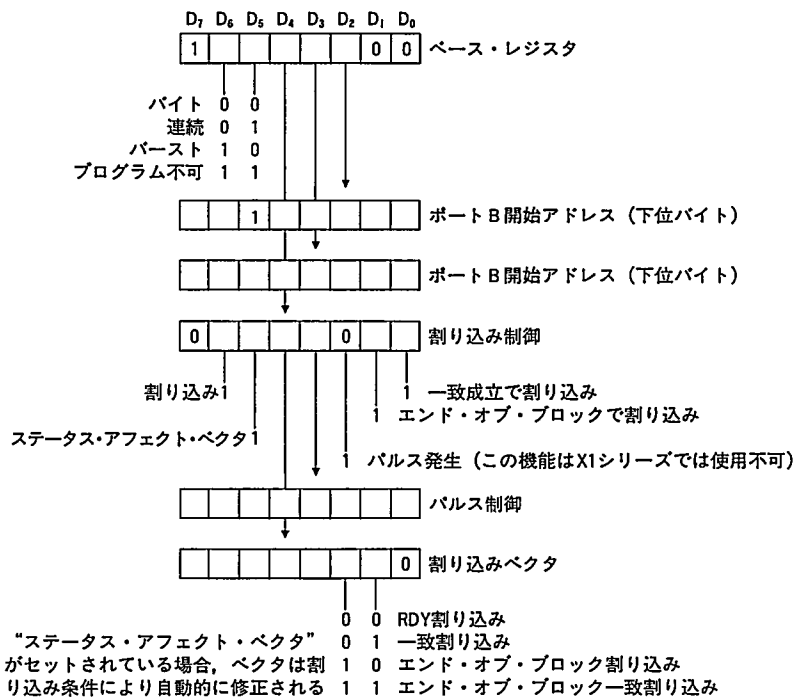 D₇ D₆ D₅ D₄ D₃ D₂ D₁ D₀
1 0 0 ベース・レジスタ
バイト 0 0
連続 0 1
バースト 1 0
プログラム不可 1 1
1 ポートB開始アドレス（下位バイト）
ポートB開始アドレス（下位バイト）
0 0 割り込み制御
割り込み1
1 一致成立で割り込み
1 エンド・オブ・ブロックで割り込み
ステータス・アフェクト・ベクタ1
1 パルス発生（この機能はX1シリーズでは使用不可）
パルス制御
0 割り込みベクタ
0 0 RDY割り込み
“ステータス・アフェクト・ベクタ” 0 1 一致割り込み
がセットされている場合，ベクタは割 1 0 エンド・オブ・ブロック割り込み
り込み条件により自動的に修正される 1 1 エンド・オブ・ブロック一致割り込み